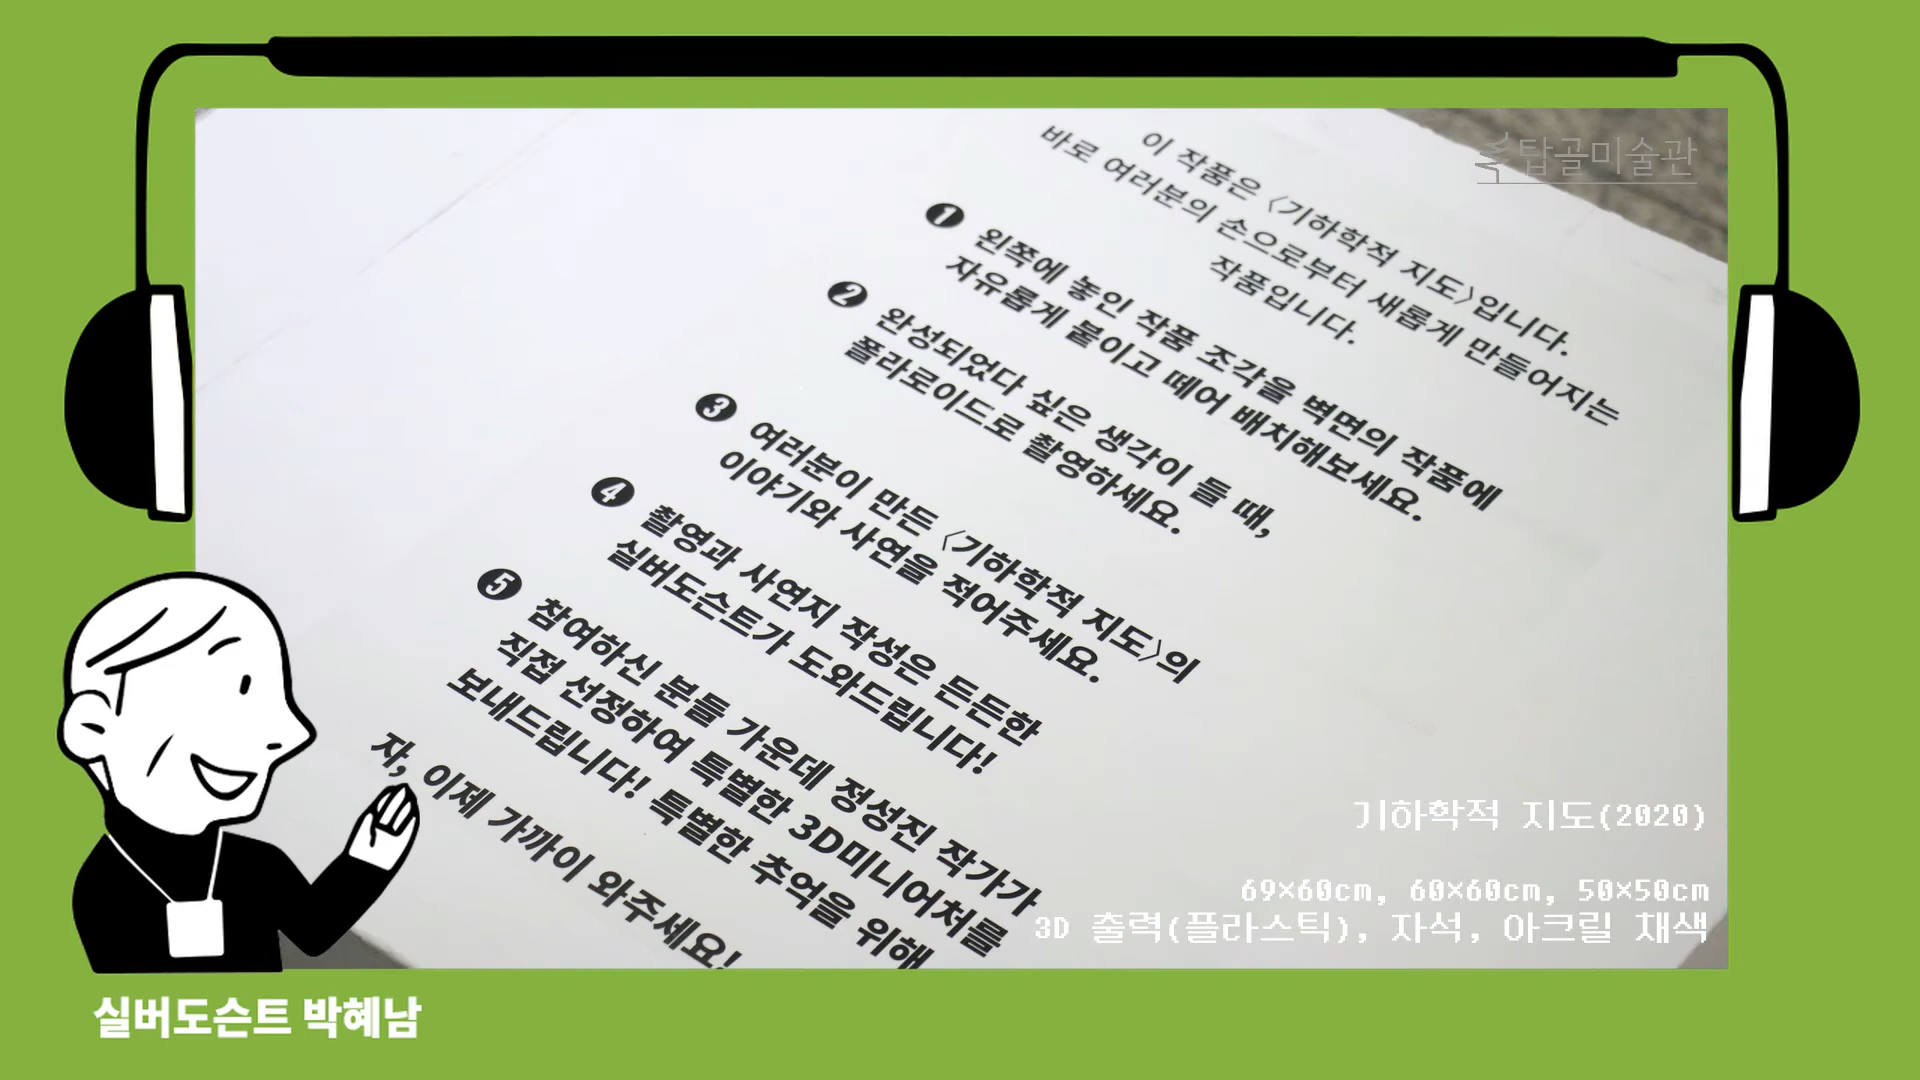 탑골미술관
이 작품은 〈기하학적 지도〉입니다.
바로 여러분의 손으로부터 새롭게 만들어지는
작품입니다.
❶ 왼쪽에 놓인 작품 조각을 벽면의 작품에
자유롭게 붙이고 떼어 배치해보세요.
❷ 완성되었다 싶은 생각이 들 때,
폴라로이드로 촬영하세요.
❸ 여러분이 만든 〈기하학적 지도〉의
이야기와 사연을 적어주세요.
❹ 촬영과 사연지 작성은 든든한
실버도슨트가 도와드립니다!
❺ 참여하신 분들 가운데 정성진 작가가
직접 선정하여 특별한 3D미니어처를
보내드립니다! 특별한 추억을 위해
자, 이제 가까이 와주세요!
기하학적 지도(2020)
69×60cm, 60×60cm, 50×50cm
3D 출력(플라스틱), 자석, 아크릴 채색
실버도슨트 박혜남